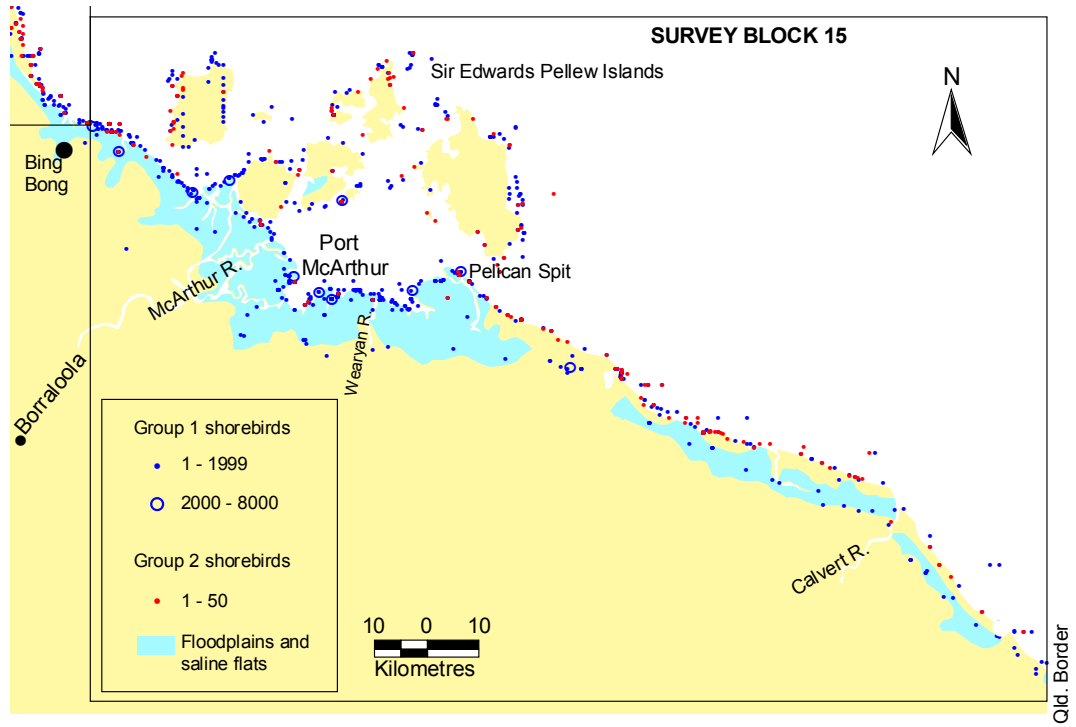 SURVEY BLOCK 15
Sir Edwards Pellew Islands
N
Bing
Bong
Port
McArthur
Pelican Spit
McArthur R.
Wearyan R.
Borraloola
Group 1 shorebirds
1 - 1999
2000 - 8000
Group 2 shorebirds
1 - 50
Floodplains and
saline flats
10 0 10
Kilometres
Calvert R.
Qld. Border